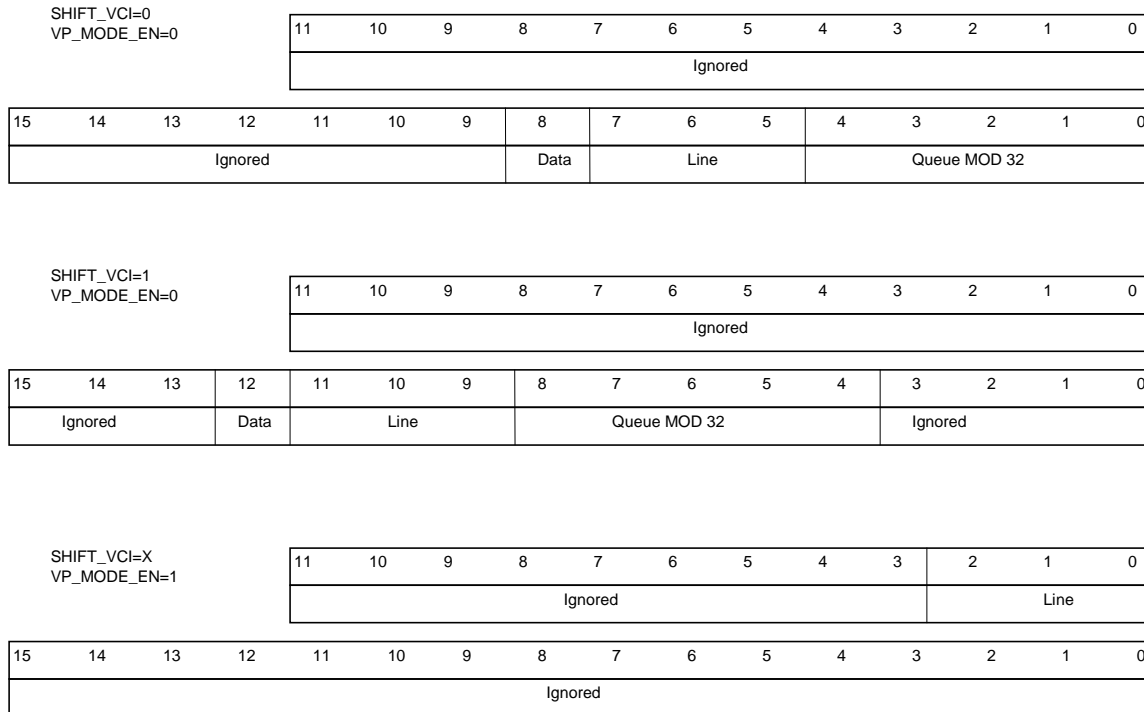 SHIFT_VCI=0
VP_MODE_EN=0
11 10 9 8 7 6 5 4 3 2 1 0
Ignored
15 14 13 12 11 10 9 8 7 6 5 4 3 2 1 0
Ignored Data Line Queue MOD 32
SHIFT_VCI=1
VP_MODE_EN=0
11 10 9 8 7 6 5 4 3 2 1 0
Ignored
15 14 13 12 11 10 9 8 7 6 5 4 3 2 1 0
Ignored Data Line Queue MOD 32 Ignored
SHIFT_VCI=X
VP_MODE_EN=1
11 10 9 8 7 6 5 4 3 2 1 0
Ignored Line
15 14 13 12 11 10 9 8 7 6 5 4 3 2 1 0
Ignored